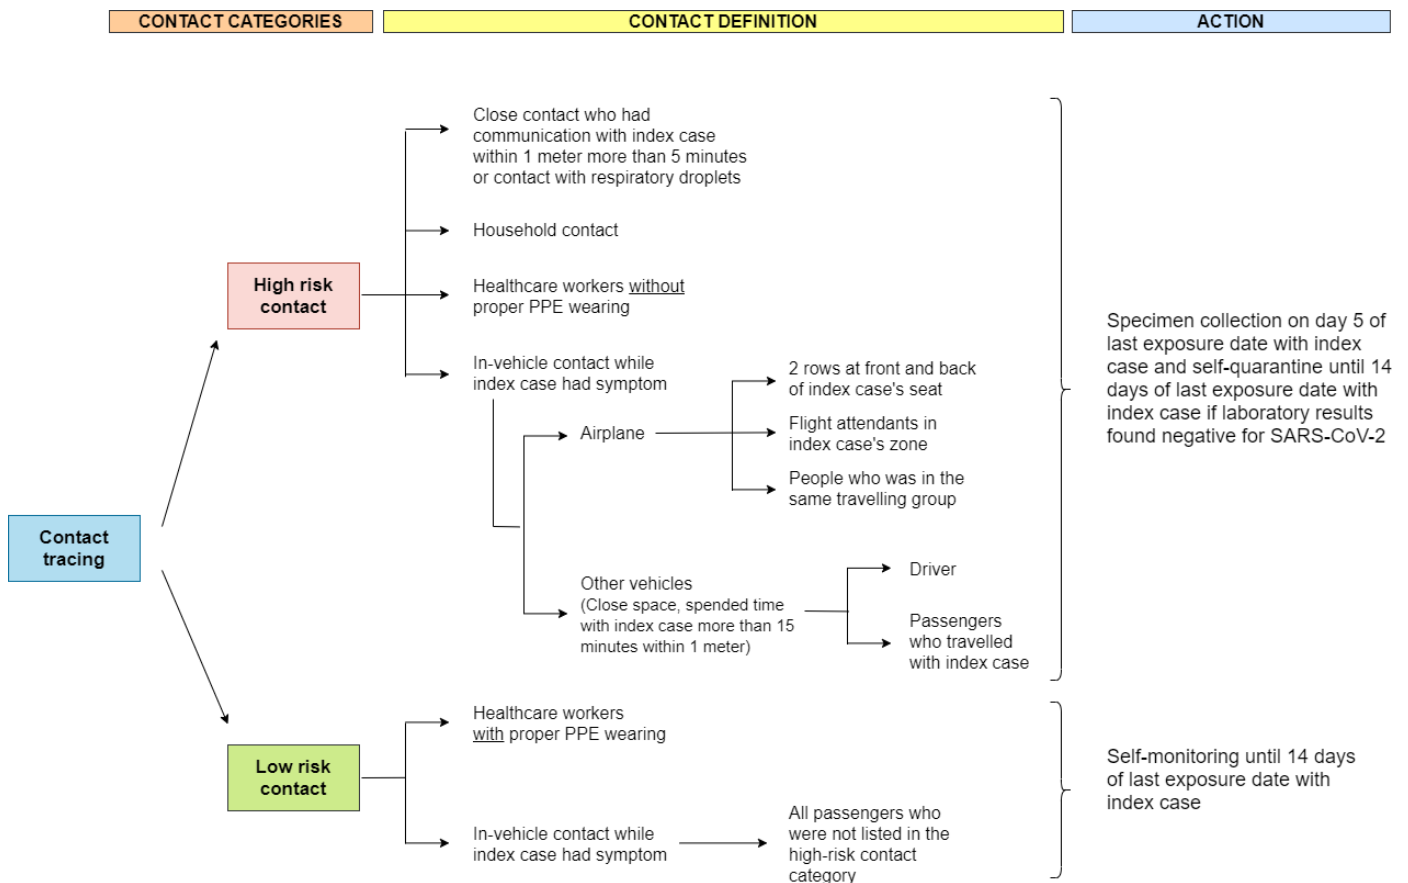 CONTACT CATEGORIES
CONTACT DEFINITION
ACTION
Close contact who had
communication with index case
within 1 meter more than 5 minutes
or contact with respiratory droplets
Household contact
High risk
contact
Healthcare workers without
proper PPE wearing
In-vehicle contact while
index case had symptom
2 rows at front and back
of index case's seat
Airplane
Flight attendants in
index case's zone
People who was in the
same travelling group
Specimen collection on day 5 of
last exposure date with index
case and self-quarantine until 14
days of last exposure date with
index case if laboratory results
found negative for SARS-CoV-2
Contact
tracing
Other vehicles
(Close space, spended time
with index case more than 15
minutes within 1 meter)
Driver
Passengers
who travelled
with index case
Healthcare workers
with proper PPE wearing
Low risk
contact
In-vehicle contact while
index case had symptom
All passengers who
were not listed in the
high-risk contact
category
Self-monitoring until 14 days
of last exposure date with
index case